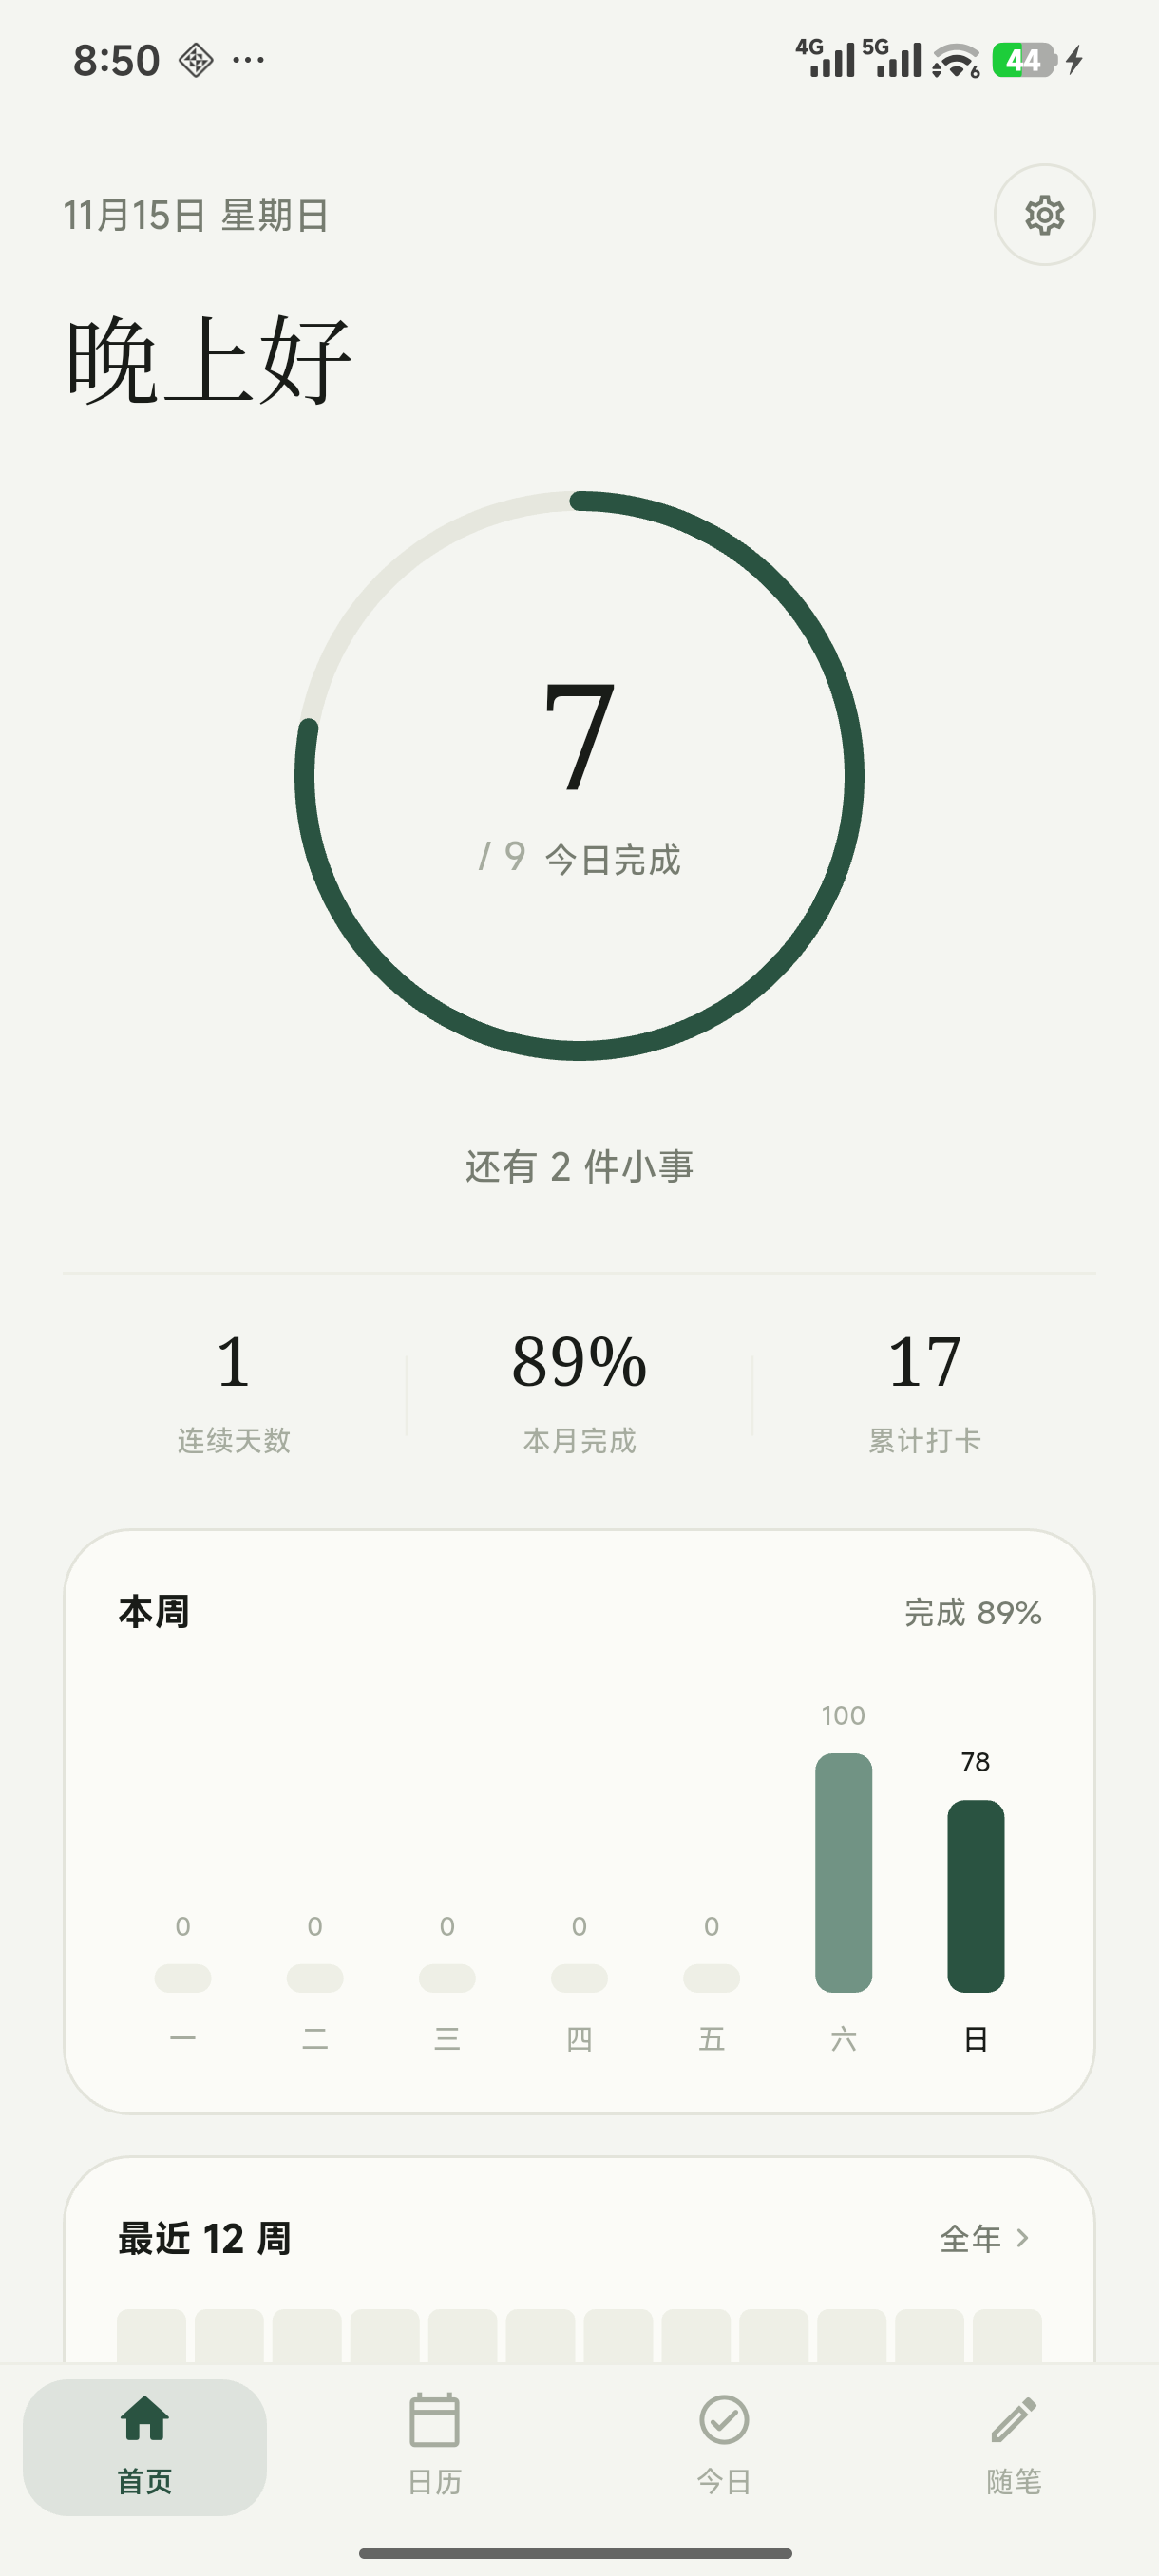 8:50 ··· 4G 5G 6 44
11月15日 星期日
晚上好
7
/ 9 今日完成
还有 2 件小事
1 89% 17
连续天数 本月完成 累计打卡
本周 完成 89%
100
78
0 0 0 0 0
一 二 三 四 五 六 日
最近 12 周 全年
首页 日历 今日 随笔